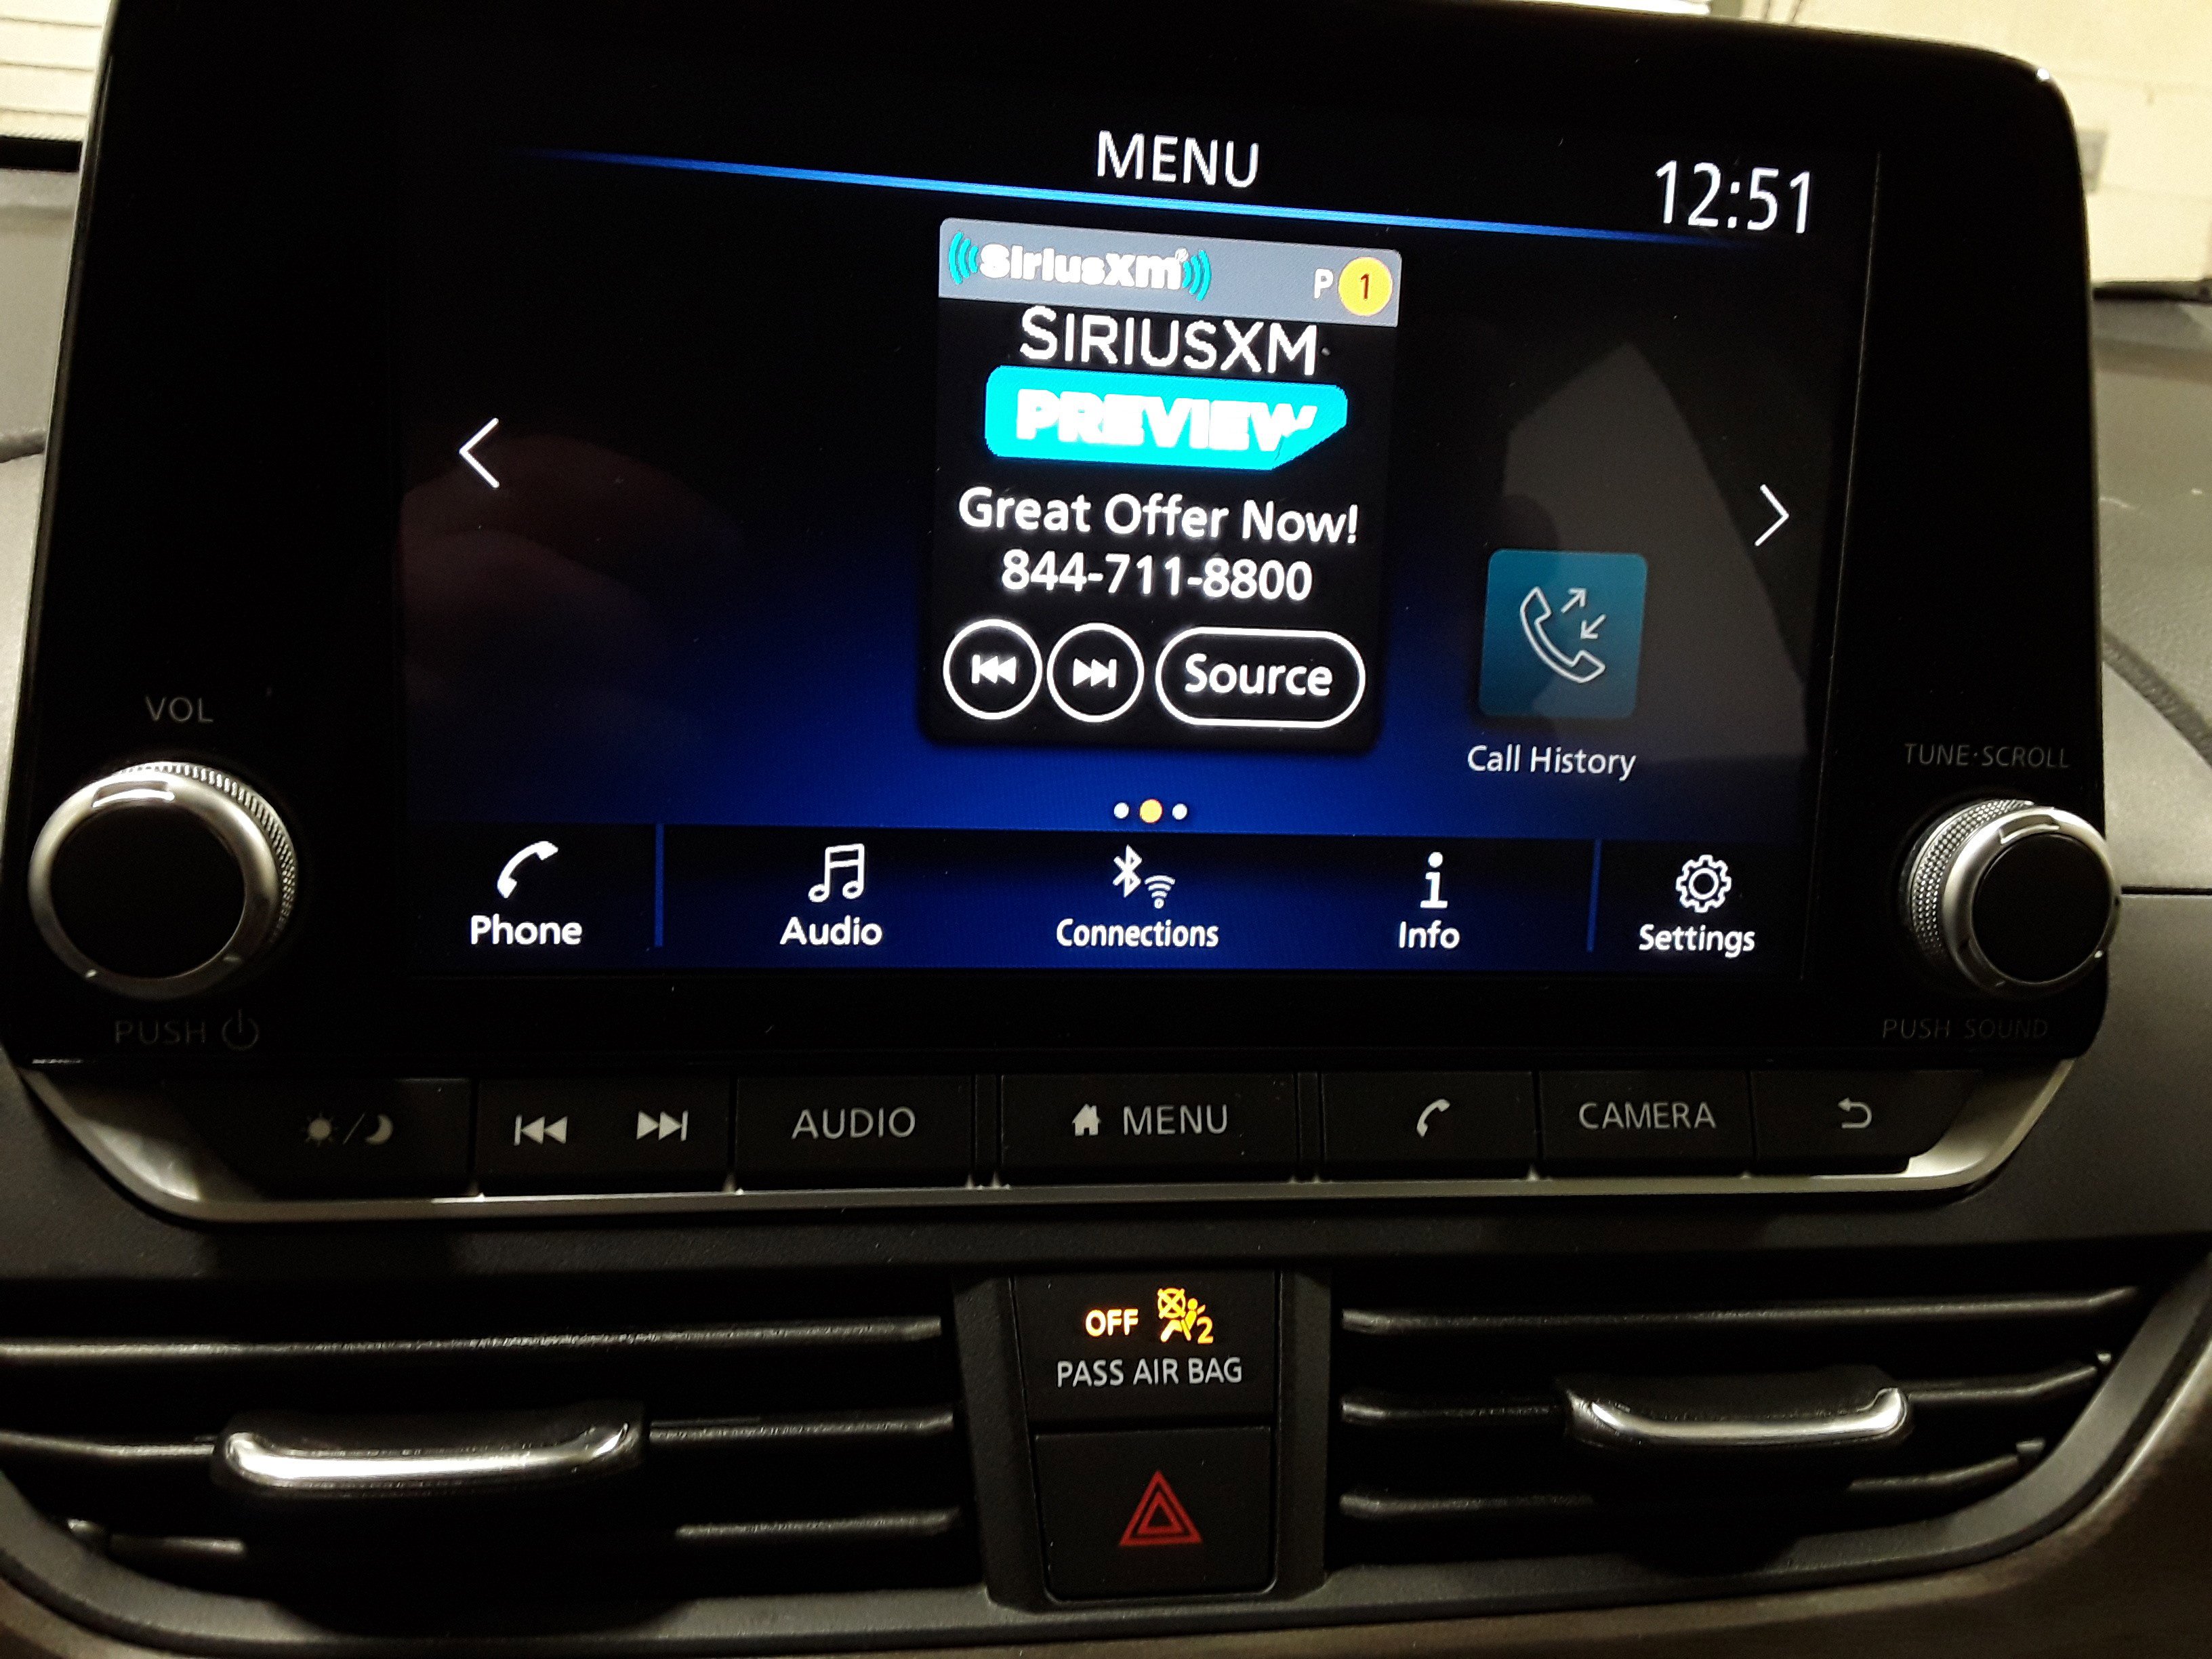 MENU
12:51
SiriusXM® P 1
SIRIUSXM
PREVIEW
Great Offer Now!
844-711-8800
Source
Call History
VOL
TUNE·SCROLL
Phone Audio Connections Info Settings
PUSH
PUSH SOUND
AUDIO MENU CAMERA
OFF 2
PASS AIR BAG